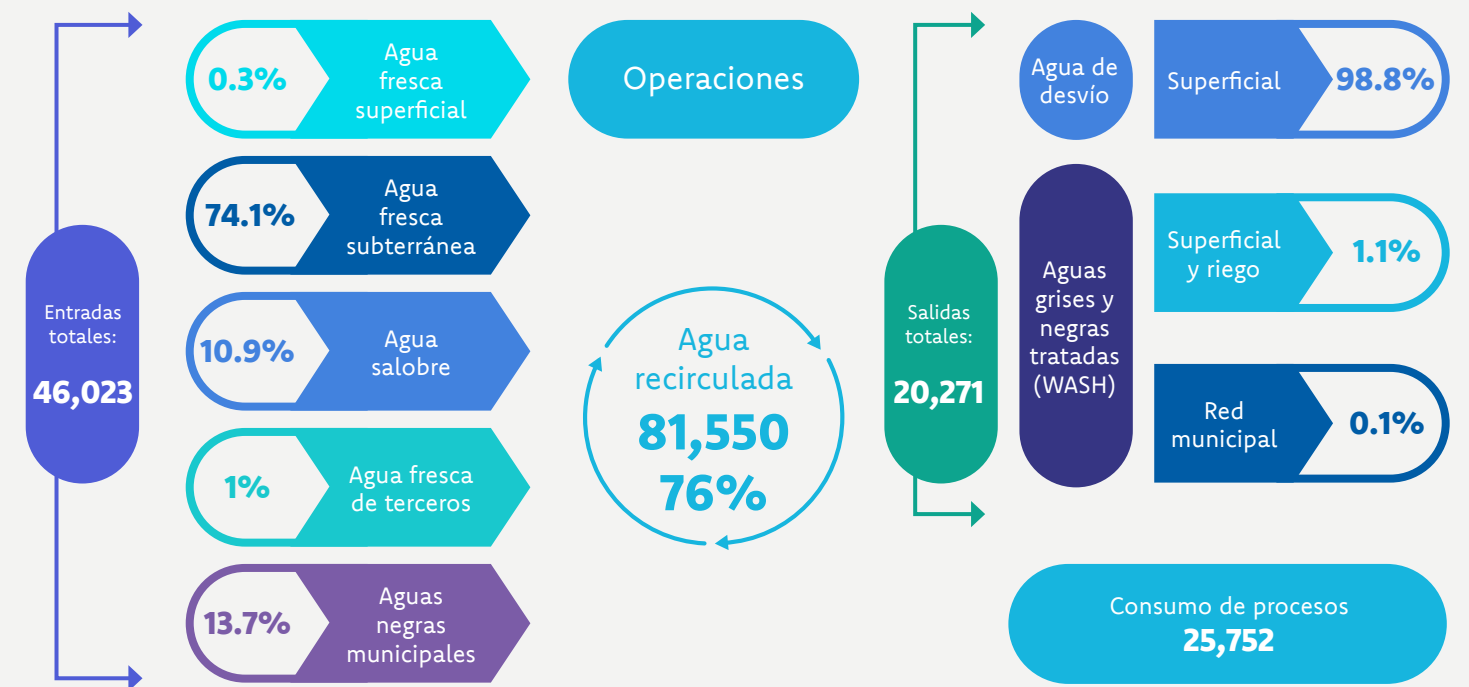 Entradas
totales:
46,023
0.3%
Agua
fresca
superficial
74.1%
Agua
fresca
subterránea
10.9%
Agua
salobre
1%
Agua fresca
de terceros
13.7%
Aguas
negras
municipales
Operaciones
Agua
recirculada
81,550
76%
Salidas
totales:
20,271
Agua de
desvío
Superficial
98.8%
Aguas
grises y
negras
tratadas
(WASH)
Superficial
y riego
1.1%
Red
municipal
0.1%
Consumo de procesos
25,752